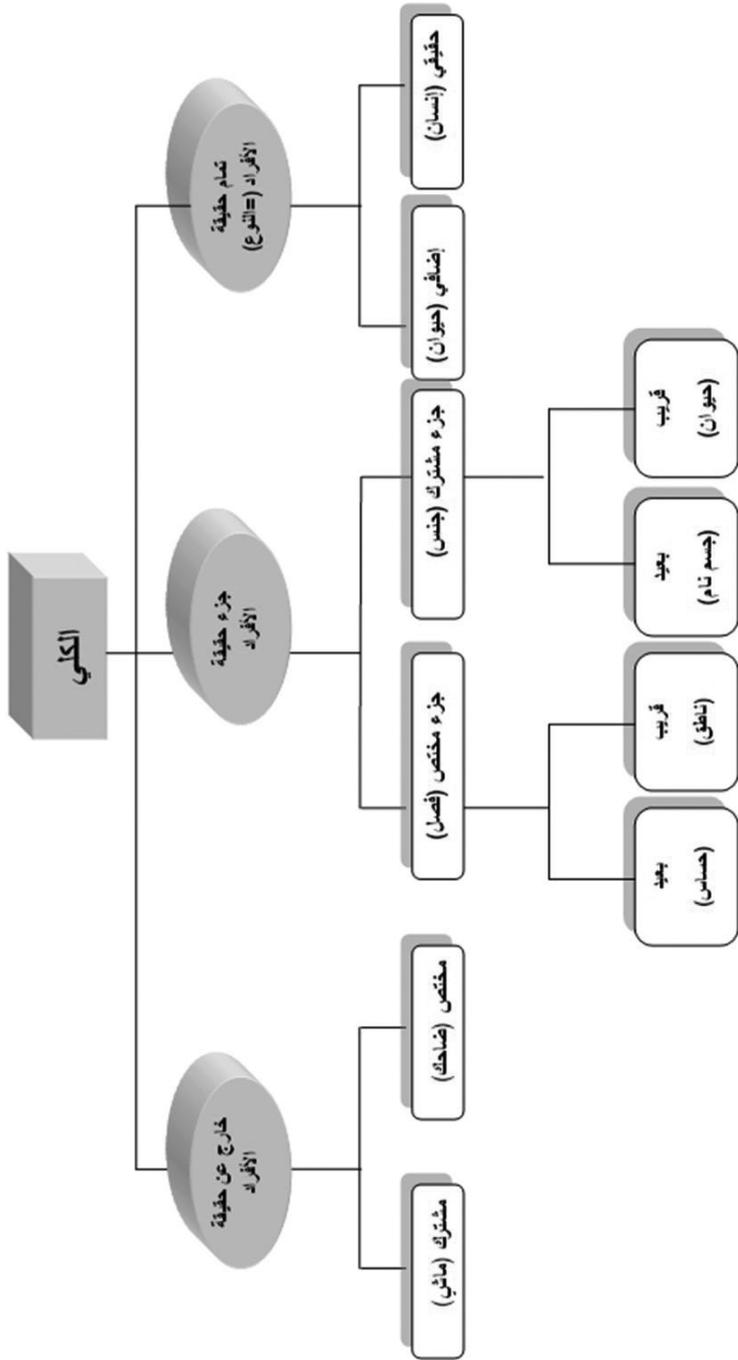 الكلي
تمام حقيقة
الأفراد (=النوع)
جزء حقيقة
الأفراد
خارج عن حقيقة
الأفراد
حقيقي (إنسان)
إضافي (حيوان)
جزء مشترك (جنس)
جزء مختص (فصل)
مختص (ضاحك)
مشترك (ماشٍ)
قريب
(حيوان)
بعيد
(جسم نام)
قريب
(ناطق)
بعيد
(حساس)